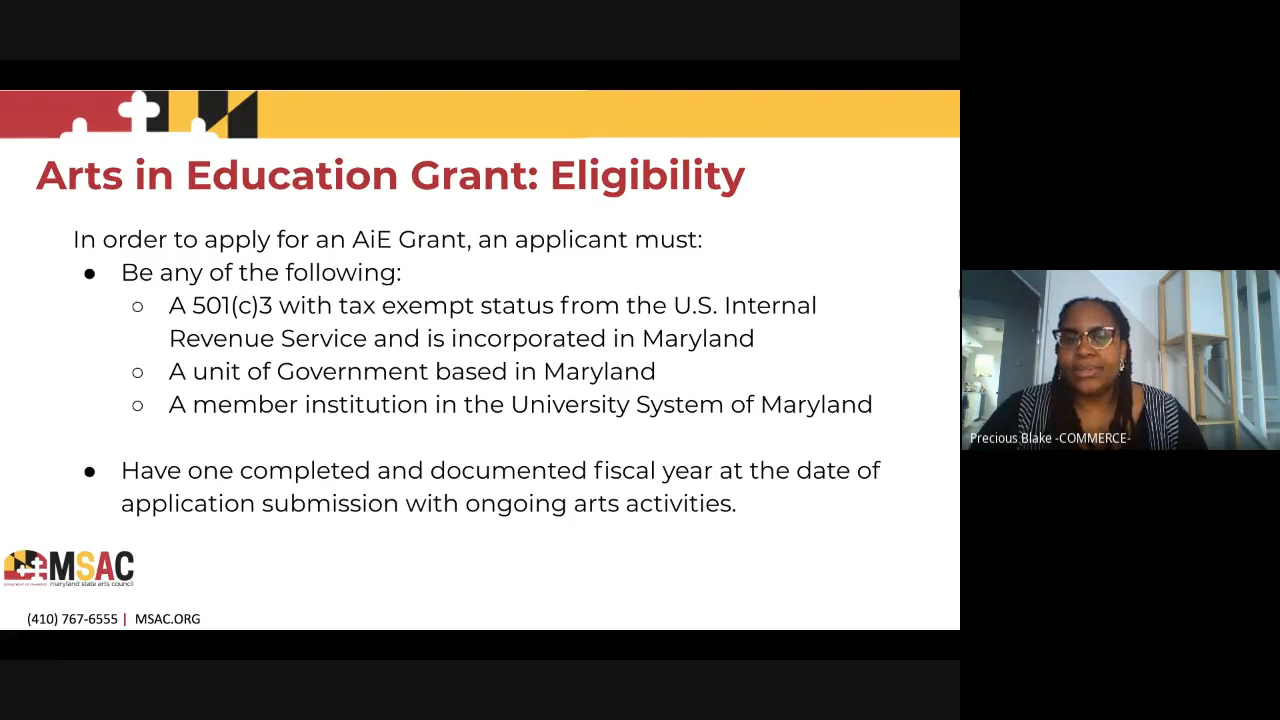 Arts in Education Grant: Eligibility
In order to apply for an AiE Grant, an applicant must:
● Be any of the following:
○ A 501(c)3 with tax exempt status from the U.S. Internal
Revenue Service and is incorporated in Maryland
○ A unit of Government based in Maryland
○ A member institution in the University System of Maryland
● Have one completed and documented fiscal year at the date of
application submission with ongoing arts activities.
MSAC
maryland state arts council
(410) 767-6555 | MSAC.ORG
Precious Blake -COMMERCE-